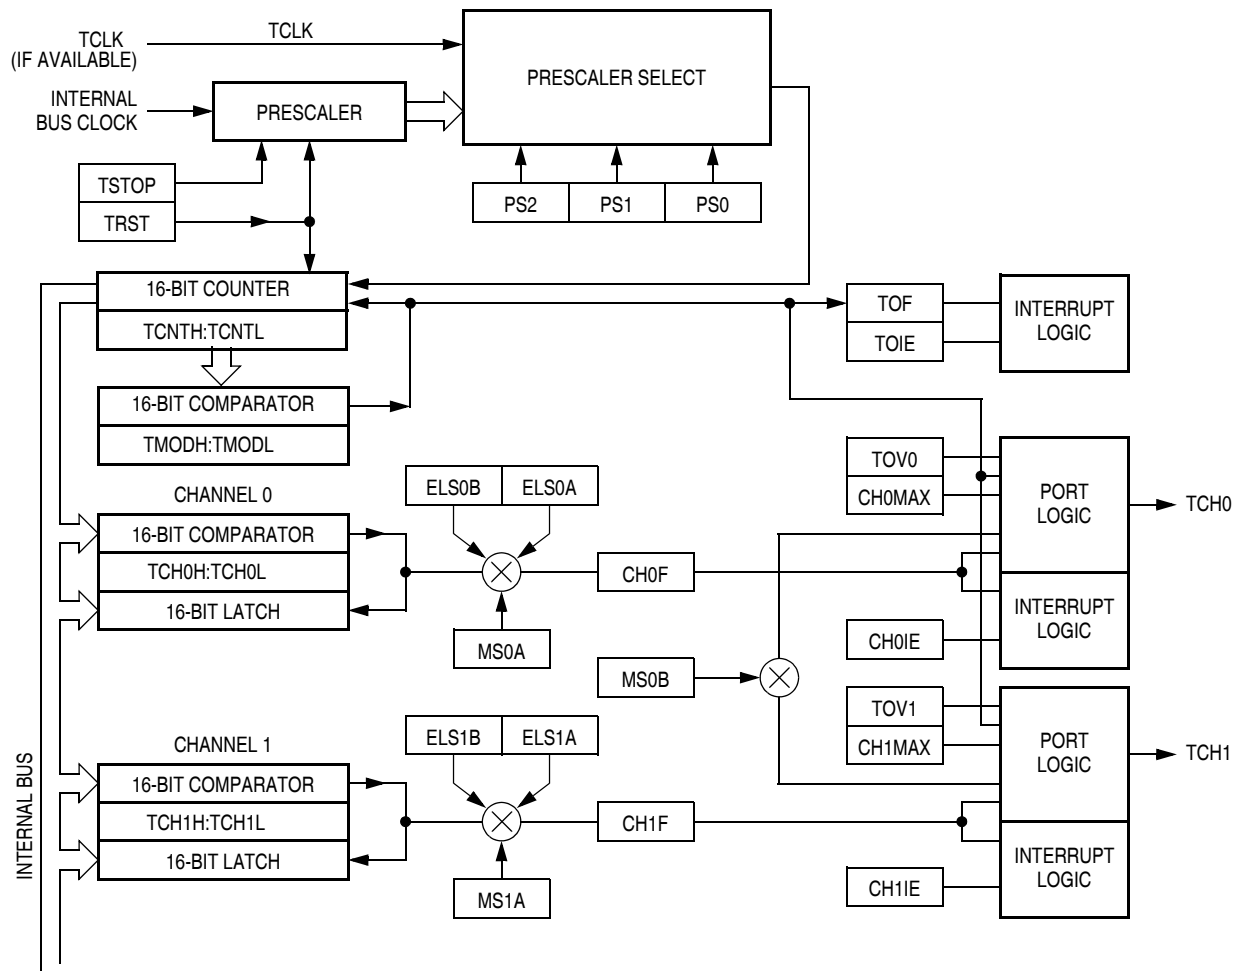 TCLK
(IF AVAILABLE)
TCLK
PRESCALER SELECT
INTERNAL
BUS CLOCK
PRESCALER
TSTOP
TRST
PS2
PS1
PS0
16-BIT COUNTER
TCNTH:TCNTL
16-BIT COMPARATOR
TMODH:TMODL
TOF
TOIE
INTERRUPT
LOGIC
CHANNEL 0
16-BIT COMPARATOR
TCH0H:TCH0L
16-BIT LATCH
ELS0B
ELS0A
MS0A
CH0F
TOV0
CH0MAX
PORT
LOGIC
TCH0
INTERRUPT
LOGIC
CH0IE
MS0B
CHANNEL 1
16-BIT COMPARATOR
TCH1H:TCH1L
16-BIT LATCH
ELS1B
ELS1A
MS1A
CH1F
TOV1
CH1MAX
PORT
LOGIC
TCH1
INTERRUPT
LOGIC
CH1IE
INTERNAL BUS